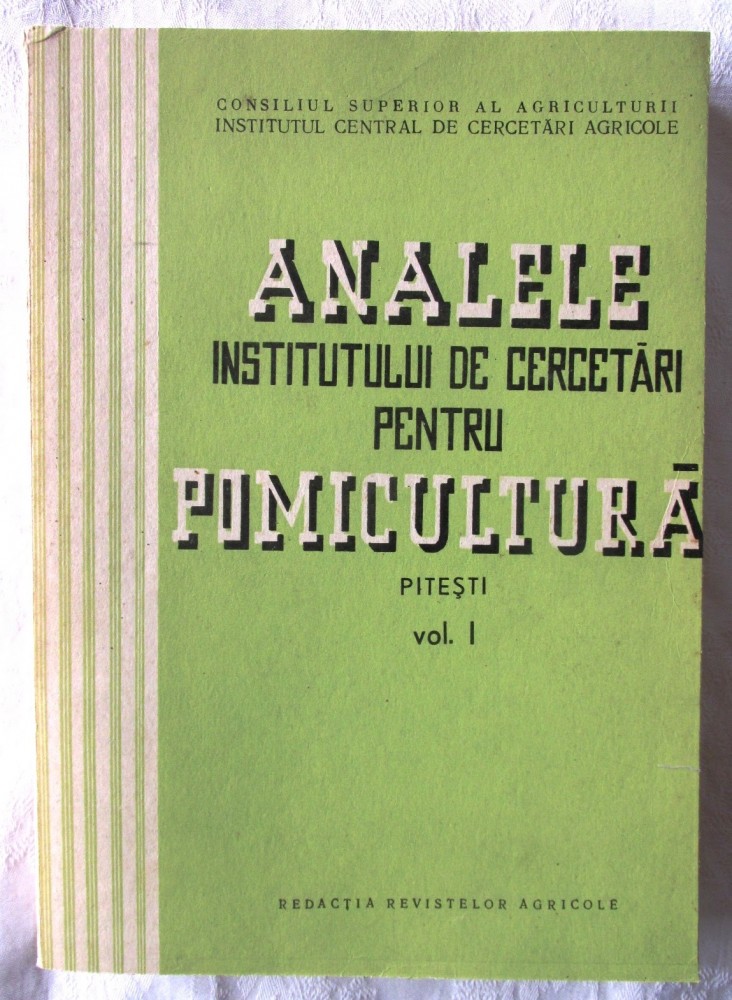 CONSILIUL SUPERIOR AL AGRICULTURII
INSTITUTUL CENTRAL DE CERCETĂRI AGRICOLE
ANALELE
INSTITUTULUI DE CERCETĂRI
PENTRU
POMICULTURĂ
PITEŞTI
vol. I
REDACŢIA REVISTELOR AGRICOLE